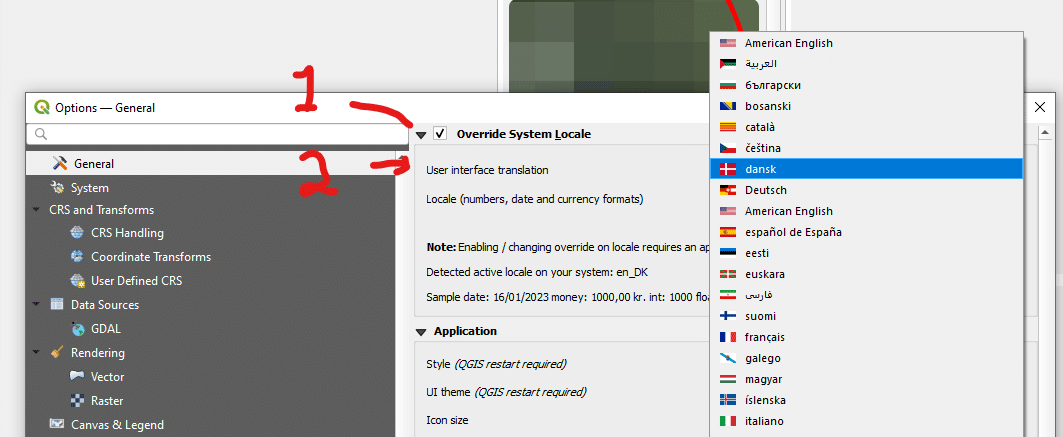 1
2
Options — General
General
System
CRS and Transforms
CRS Handling
Coordinate Transforms
User Defined CRS
Data Sources
GDAL
Rendering
Vector
Raster
Canvas & Legend
Override System Locale
User interface translation
Locale (numbers, date and currency formats)
Note: Enabling / changing override on locale requires an ap
Detected active locale on your system: en_DK
Sample date: 16/01/2023 money: 1000,00 kr. int: 1000 floa
Application
Style (QGIS restart required)
UI theme (QGIS restart required)
Icon size
American English
العربية
български
bosanski
català
čeština
dansk
Deutsch
American English
español de España
eesti
euskara
فارسی
suomi
français
galego
magyar
íslenska
italiano